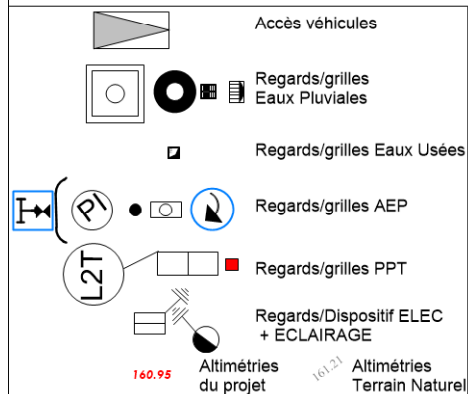 Accès véhicules
Regards/grilles
Eaux Pluviales
Regards/grilles Eaux Usées
PI
Regards/grilles AEP
L2T
Regards/grilles PPT
Regards/Dispositif ELEC
+ ECLAIRAGE
160.95
Altimétries
du projet
161.21
Altimétries
Terrain Naturel